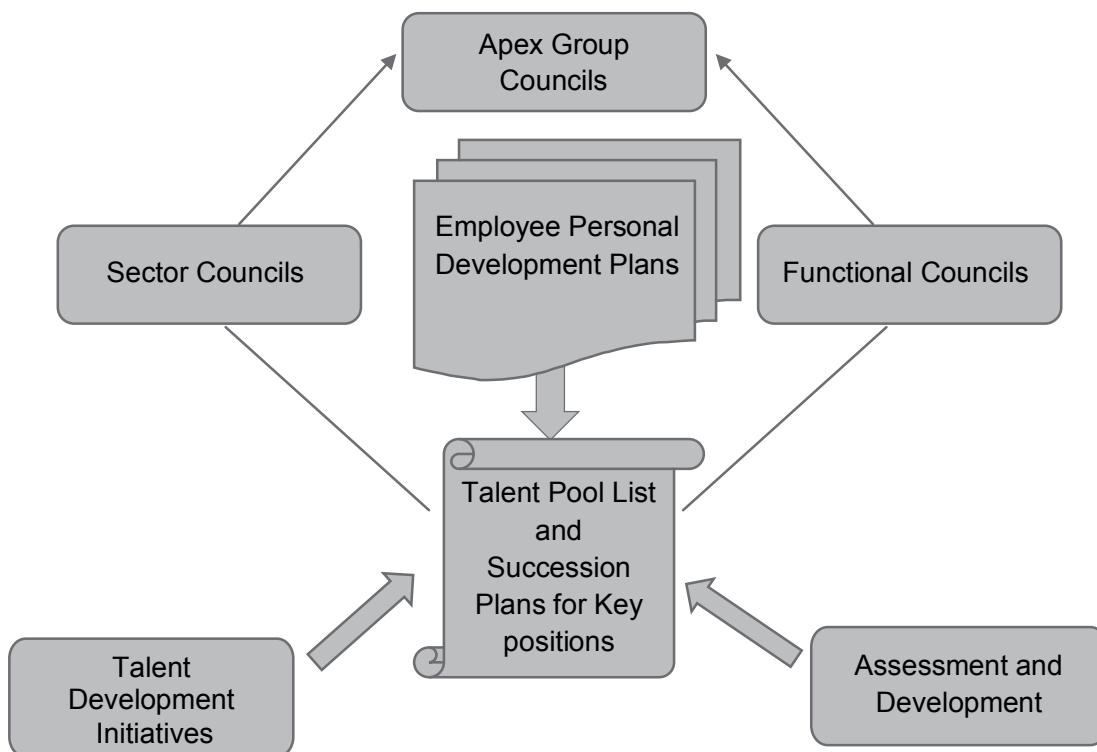 Apex Group
Councils
Employee Personal
Development Plans
Sector Councils
Functional Councils
Talent Pool List
and
Succession
Plans for Key
positions
Talent
Development
Initiatives
Assessment and
Development